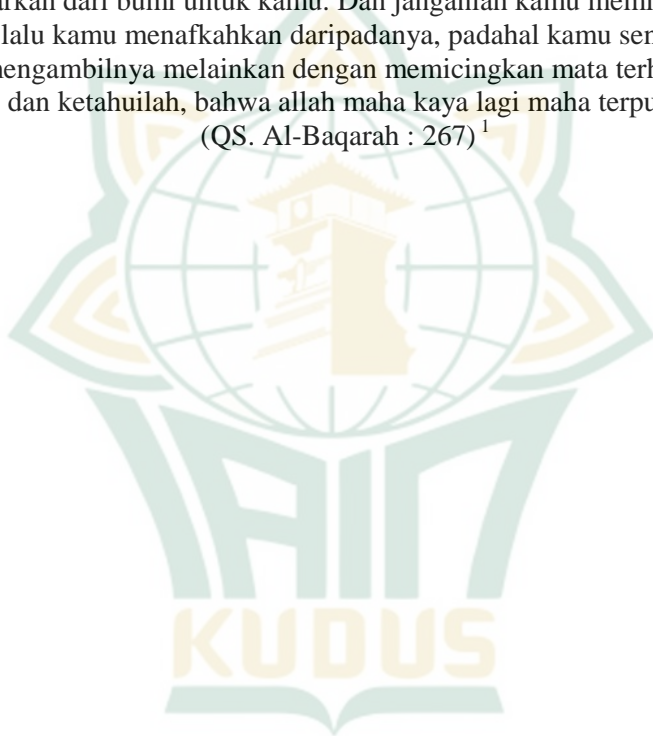 arkan dari bumi untuk kamu. Dan janganlah kamu memi
lalu kamu menafkahkan daripadanya, padahal kamu sen
mengambilnya melainkan dengan memicingkan mata terh
dan ketahuilah, bahwa allah maha kaya lagi maha terpu
(QS. Al-Baqarah : 267) 1
IAIN
KUDUS